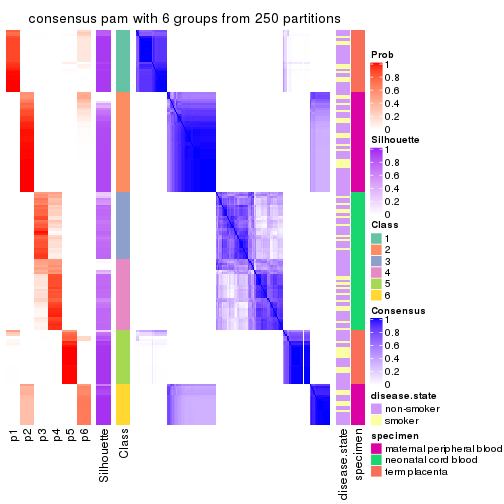 consensus pam with 6 groups from 250 partitions
Prob
1
0.8
0.6
0.4
0.2
0
Silhouette
1
0.8
0.6
0.4
0.2
0
Class
1
2
3
4
5
6
Consensus
1
0.8
0.6
0.4
0.2
0
disease.state
non-smoker
smoker
specimen
maternal peripheral blood
neonatal cord blood
term placenta
p1
p2
p3
p4
p5
p6
Silhouette
Class
disease.state
specimen